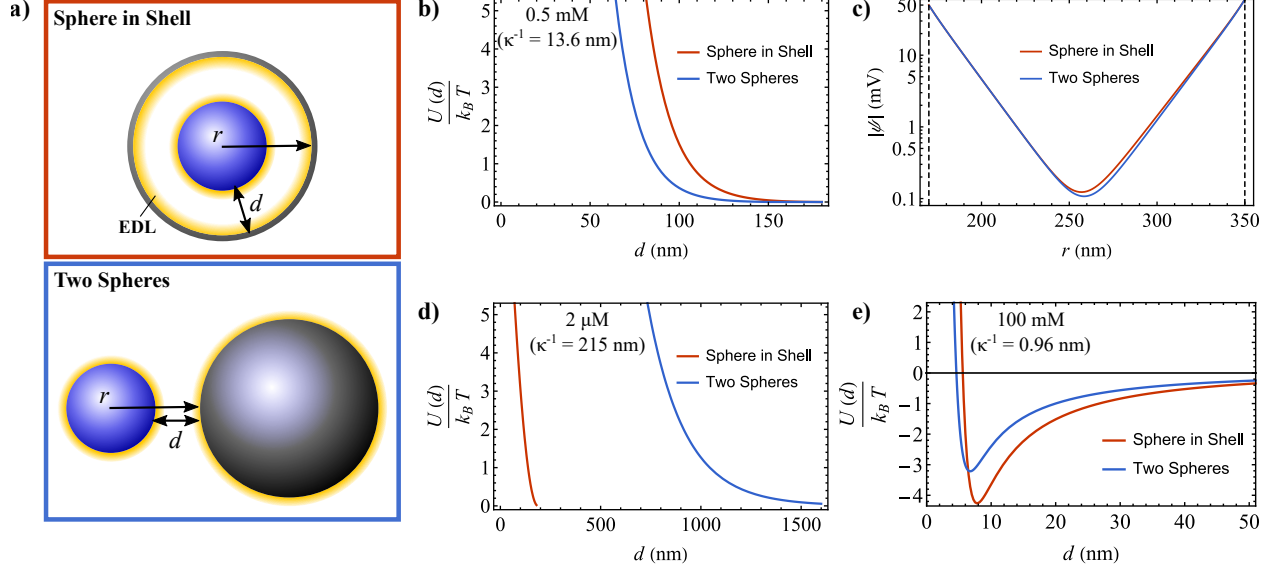 a)
Sphere in Shell
r
d
EDL
Two Spheres
r
d
b)
0.5 mM
(κ⁻¹ = 13.6 nm)
Sphere in Shell
Two Spheres
U(d)
k_B T
5
4
3
2
1
0
0 50 100 150
d (nm)
c)
Sphere in Shell
Two Spheres
|ψ| (mV)
50
10
5
1
0.5
0.1
200 250 300 350
r (nm)
d)
2 μM
(κ⁻¹ = 215 nm)
Sphere in Shell
Two Spheres
U(d)
k_B T
5
4
3
2
1
0
0 500 1000 1500
d (nm)
e)
100 mM
(κ⁻¹ = 0.96 nm)
Sphere in Shell
Two Spheres
U(d)
k_B T
2
1
0
-1
-2
-3
-4
0 10 20 30 40 50
d (nm)